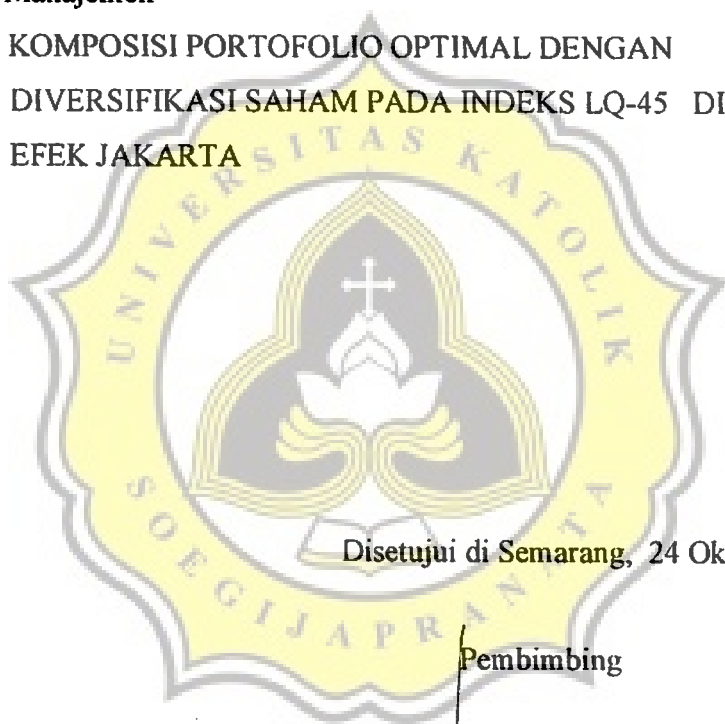 Manajemen
KOMPOSISI PORTOFOLIO OPTIMAL DENGAN
DIVERSIFIKASI SAHAM PADA INDEKS LQ-45 DI
EFEK JAKARTA
UNIVERSITAS KATOLIK
SOEGIJAPRANATA
Disetujui di Semarang, 24 Ok
Pembimbing